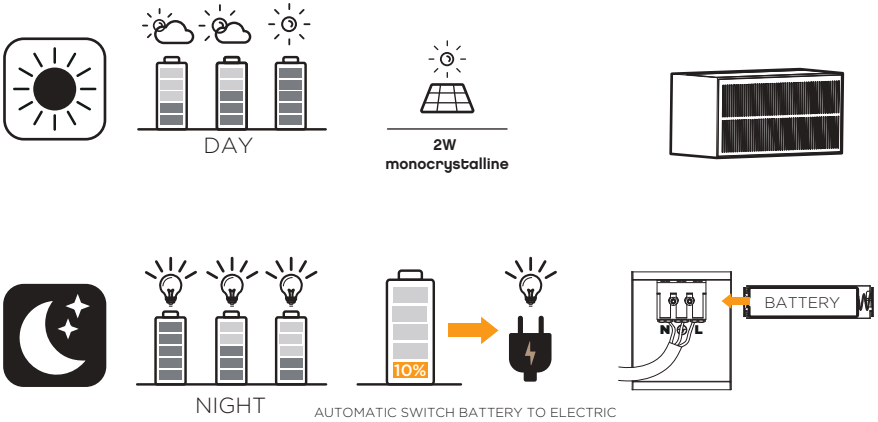 DAY
2W
monocrystalline
10%
N
L
BATTERY
NIGHT
AUTOMATIC SWITCH BATTERY TO ELECTRIC